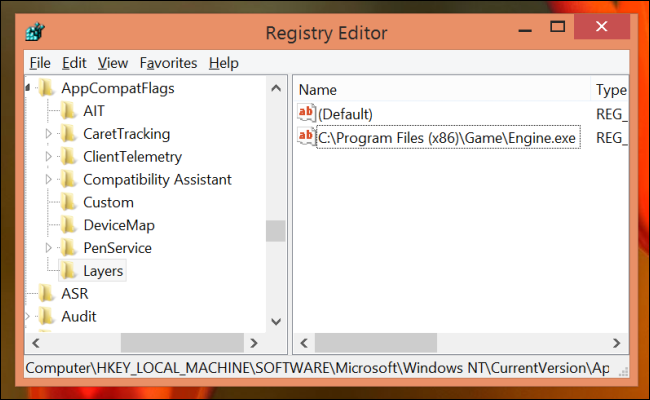 Registry Editor
File Edit View Favorites Help
AppCompatFlags
AIT
CaretTracking
ClientTelemetry
Compatibility Assistant
Custom
DeviceMap
PenService
Layers
ASR
Audit
Name Type
ab (Default) REG_
ab C:\Program Files (x86)\Game\Engine.exe REG_
Computer\HKEY_LOCAL_MACHINE\SOFTWARE\Microsoft\Windows NT\CurrentVersion\Ap